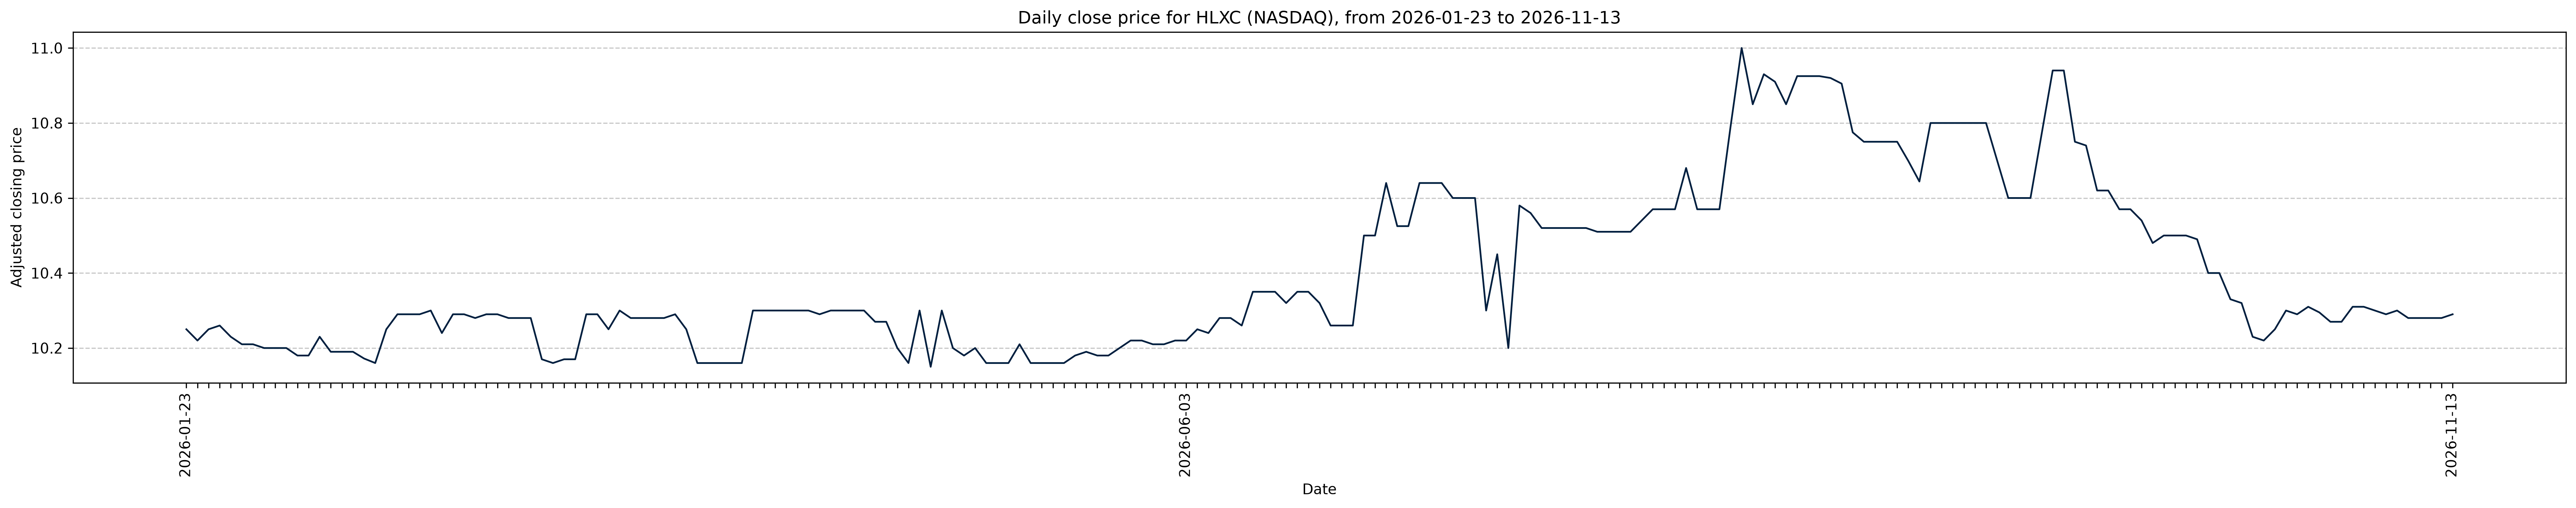 Daily close price for HLXC (NASDAQ), from 2026-01-23 to 2026-11-13
Adjusted closing price
11.0
10.8
10.6
10.4
10.2
2026-01-23
2026-06-03
2026-11-13
Date